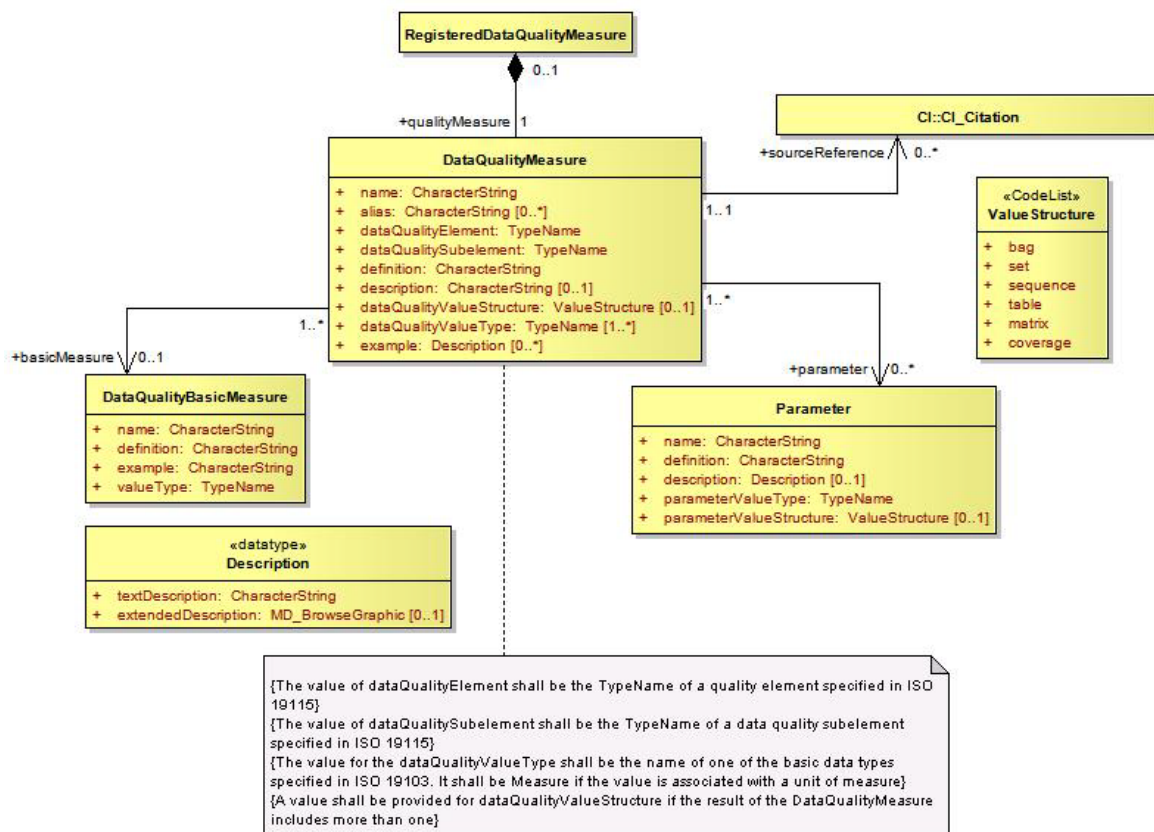 RegisteredDataQualityMeasure
0..1
+qualityMeasure 1
CI::CI_Citation
+sourceReference 0..*
DataQualityMeasure
+ name: CharacterString
+ alias: CharacterString [0..*]
+ dataQualityElement: TypeName
+ dataQualitySubelement: TypeName
+ definition: CharacterString
+ description: CharacterString [0..1]
+ dataQualityValueStructure: ValueStructure [0..1]
+ dataQualityValueType: TypeName [1..*]
+ example: Description [0..*]
1..1
1..*
«CodeList»
ValueStructure
+ bag
+ set
+ sequence
+ table
+ matrix
+ coverage
1..*
+basicMeasure 0..1
+parameter 0..*
DataQualityBasicMeasure
+ name: CharacterString
+ definition: CharacterString
+ example: CharacterString
+ valueType: TypeName
Parameter
+ name: CharacterString
+ definition: CharacterString
+ description: Description [0..1]
+ parameterValueType: TypeName
+ parameterValueStructure: ValueStructure [0..1]
«datatype»
Description
+ textDescription: CharacterString
+ extendedDescription: MD_BrowseGraphic [0..1]
{The value of dataQualityElement shall be the TypeName of a quality element specified in ISO
19115}
{The value of dataQualitySubelement shall be the TypeName of a data quality subelement
specified in ISO 19115}
{The value for the dataQualityValueType shall be the name of one of the basic data types
specified in ISO 19103. It shall be Measure if the value is associated with a unit of measure}
{A value shall be provided for dataQualityValueStructure if the result of the DataQualityMeasure
includes more than one}